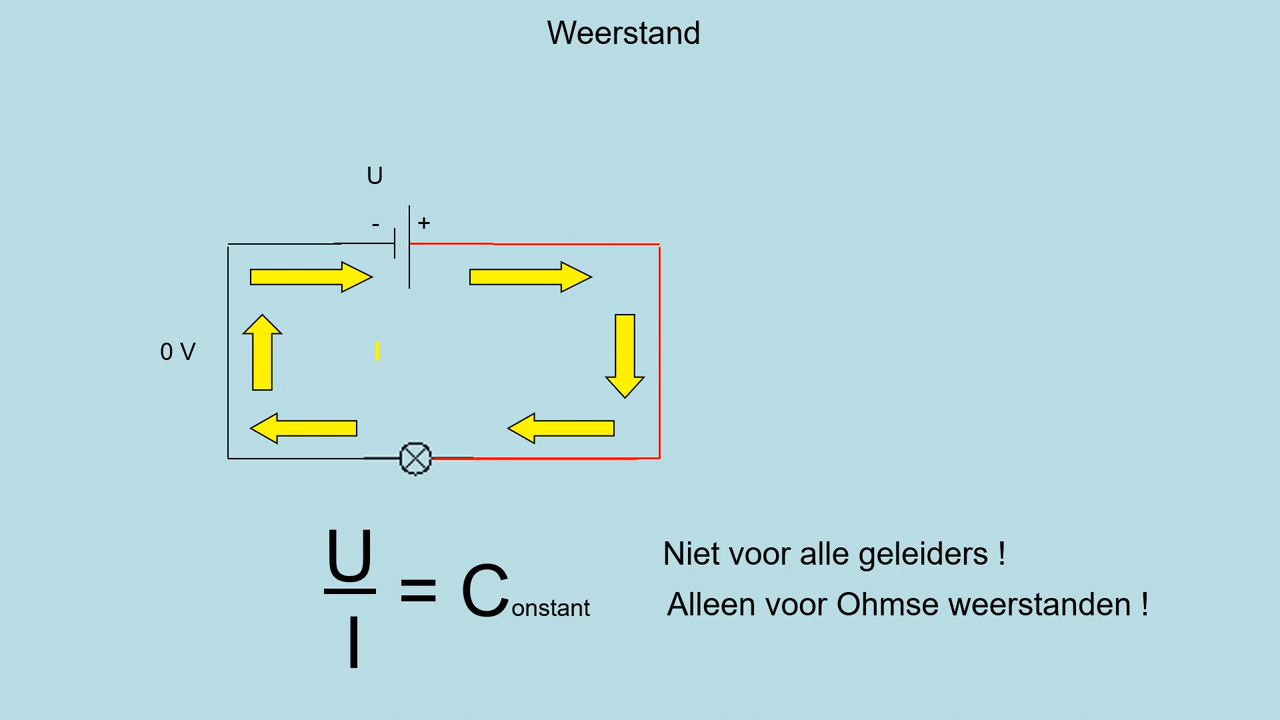 Weerstand
U
- +
0 V
I
U
= Constant
I
Niet voor alle geleiders !
Alleen voor Ohmse weerstanden !